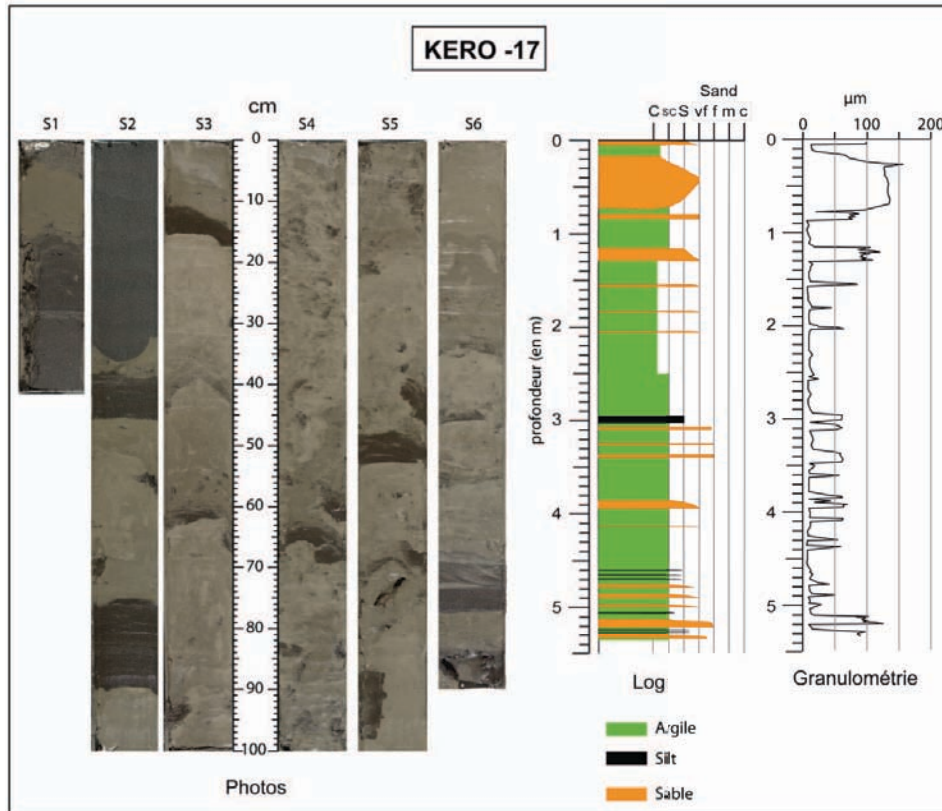 KERO -17
cm
S1 S2 S3 S4 S5 S6
0
10
20
30
40
50
60
70
80
90
100
Photos
Sand
C sc S vf f m c
profondeur (en m)
0
1
2
3
4
5
Log
Argile
Silt
Sable
µm
0 100 200
0
1
2
3
4
5
Granulométrie